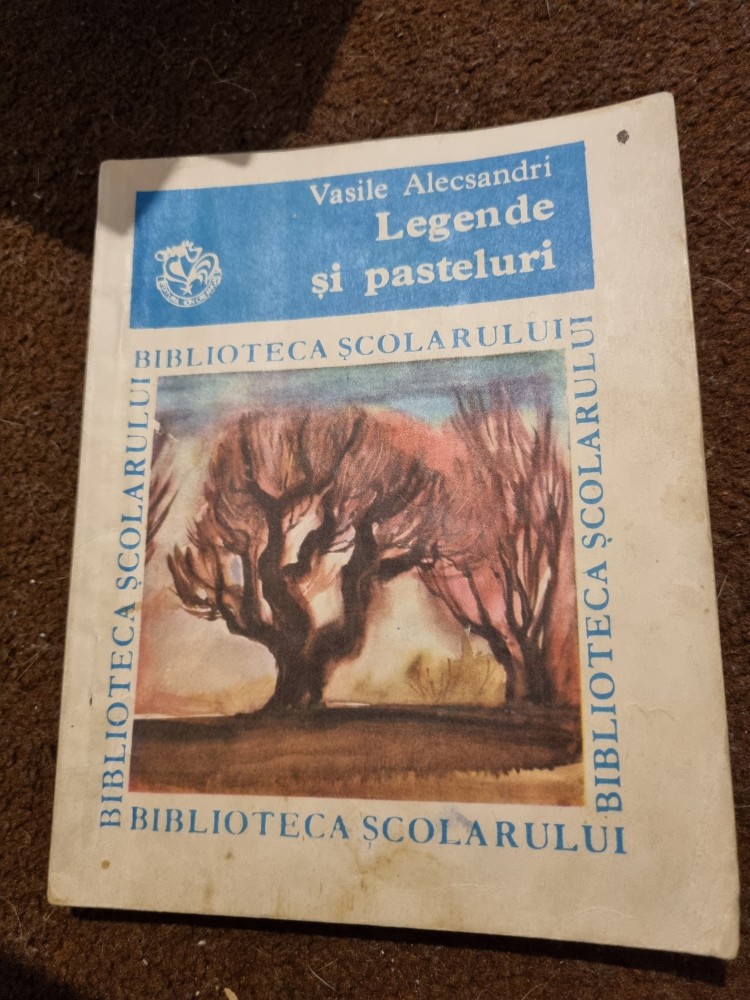 Vasile Alecsandri
Legende
și pasteluri
BIBLIOTECA ȘCOLARULUI
BIBLIOTECA ȘCOLARULUI
BIBLIOTECA ȘCOLARULUI
BIBLIOTECA ȘCOLARULUI